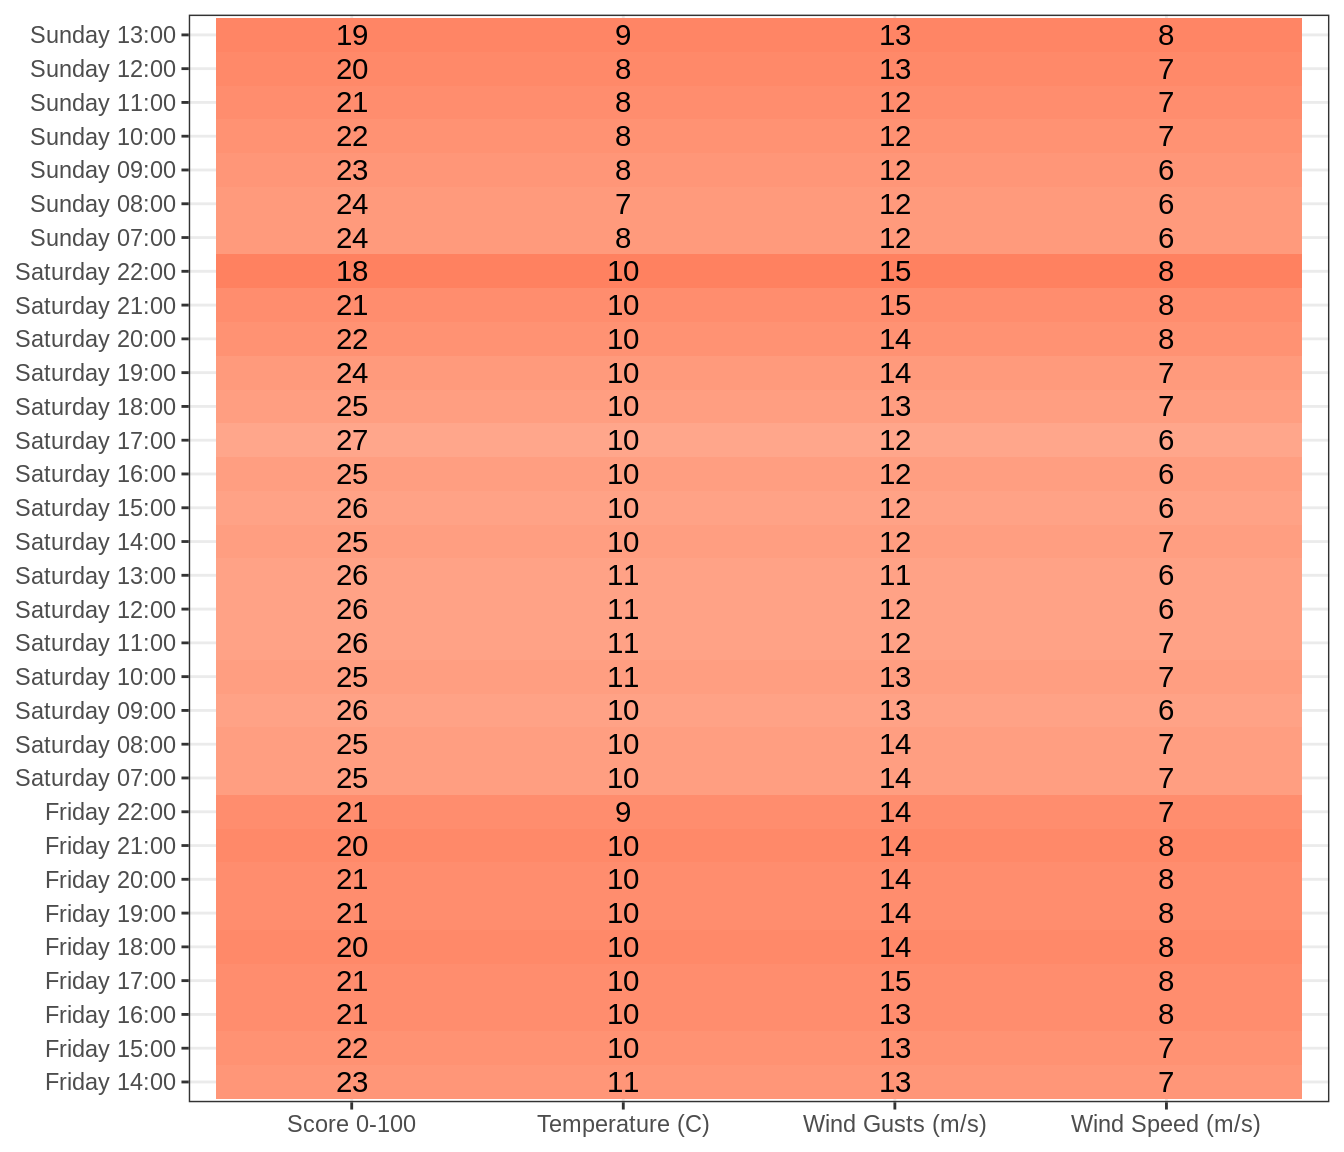 Sunday 13:00 19 9 13 8
Sunday 12:00 20 8 13 7
Sunday 11:00 21 8 12 7
Sunday 10:00 22 8 12 7
Sunday 09:00 23 8 12 6
Sunday 08:00 24 7 12 6
Sunday 07:00 24 8 12 6
Saturday 22:00 18 10 15 8
Saturday 21:00 21 10 15 8
Saturday 20:00 22 10 14 8
Saturday 19:00 24 10 14 7
Saturday 18:00 25 10 13 7
Saturday 17:00 27 10 12 6
Saturday 16:00 25 10 12 6
Saturday 15:00 26 10 12 6
Saturday 14:00 25 10 12 7
Saturday 13:00 26 11 11 6
Saturday 12:00 26 11 12 6
Saturday 11:00 26 11 12 7
Saturday 10:00 25 11 13 7
Saturday 09:00 26 10 13 6
Saturday 08:00 25 10 14 7
Saturday 07:00 25 10 14 7
Friday 22:00 21 9 14 7
Friday 21:00 20 10 14 8
Friday 20:00 21 10 14 8
Friday 19:00 21 10 14 8
Friday 18:00 20 10 14 8
Friday 17:00 21 10 15 8
Friday 16:00 21 10 13 8
Friday 15:00 22 10 13 7
Friday 14:00 23 11 13 7
Score 0-100 Temperature (C) Wind Gusts (m/s) Wind Speed (m/s)